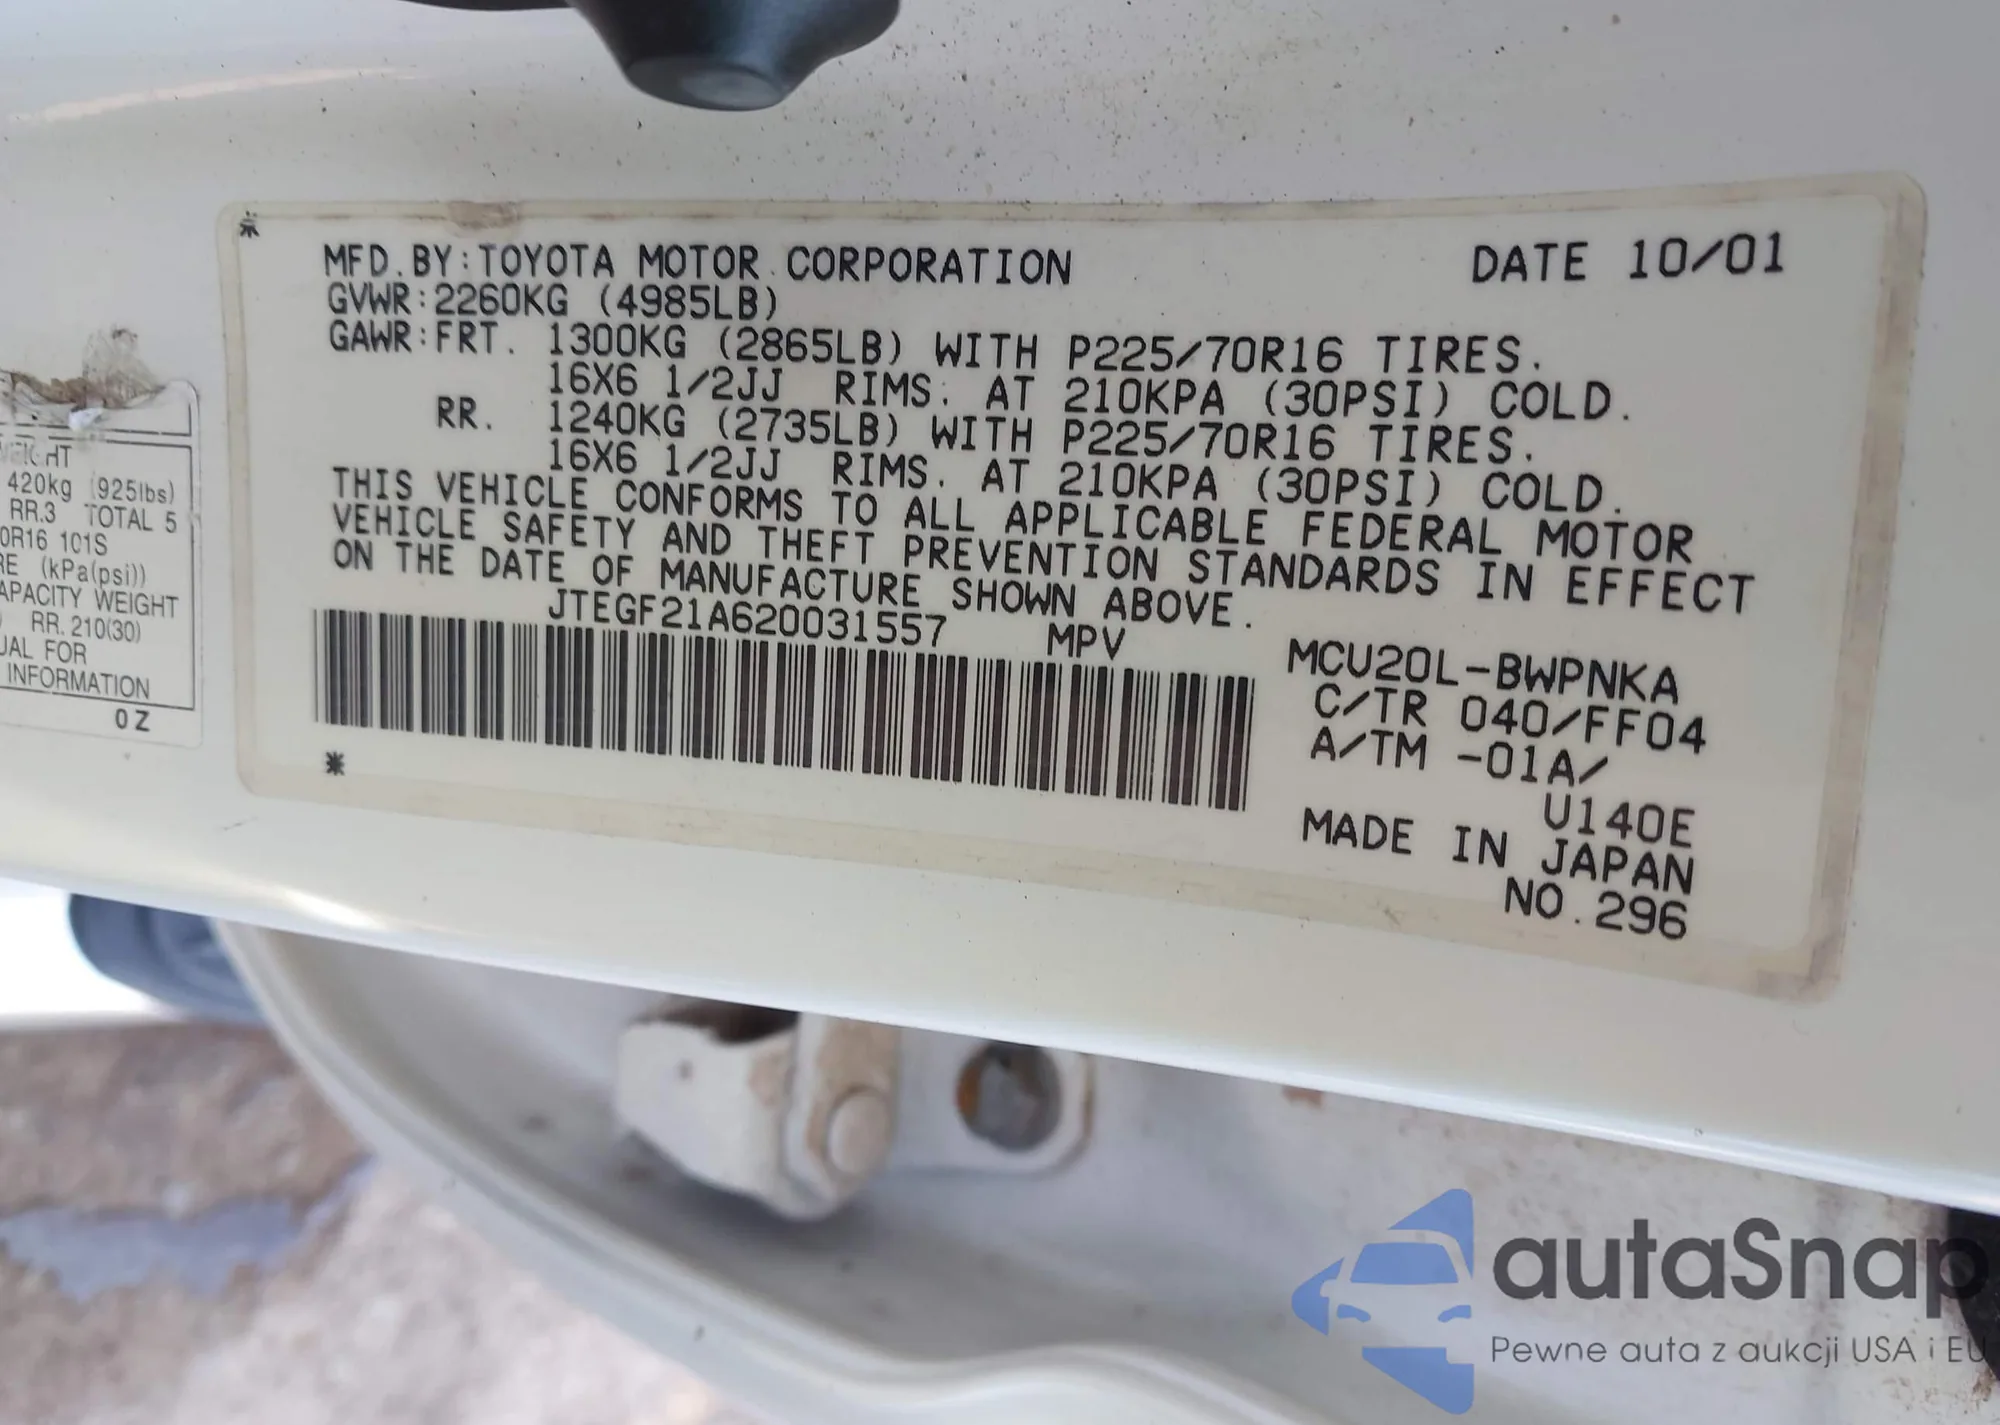 MFD.BY:TOYOTA MOTOR CORPORATION DATE 10/01
GVWR:2260KG (4985LB)
GAWR:FRT. 1300KG (2865LB) WITH P225/70R16 TIRES.
16X6 1/2JJ RIMS. AT 210KPA (30PSI) COLD.
RR. 1240KG (2735LB) WITH P225/70R16 TIRES.
16X6 1/2JJ RIMS. AT 210KPA (30PSI) COLD.
THIS VEHICLE CONFORMS TO ALL APPLICABLE FEDERAL MOTOR
VEHICLE SAFETY AND THEFT PREVENTION STANDARDS IN EFFECT
ON THE DATE OF MANUFACTURE SHOWN ABOVE.
JTEGF21A620031557 MPV
MCU20L-BWPNKA
C/TR 040/FF04
A/TM -01A/
U140E
MADE IN JAPAN
NO.296
420kg (925lbs)
RR.3 TOTAL 5
0R16 101S
RE (kPa(psi))
APACITY WEIGHT
) RR.210(30)
UAL FOR
INFORMATION
0Z
autaSnap
Pewne auta z aukcji USA i EU